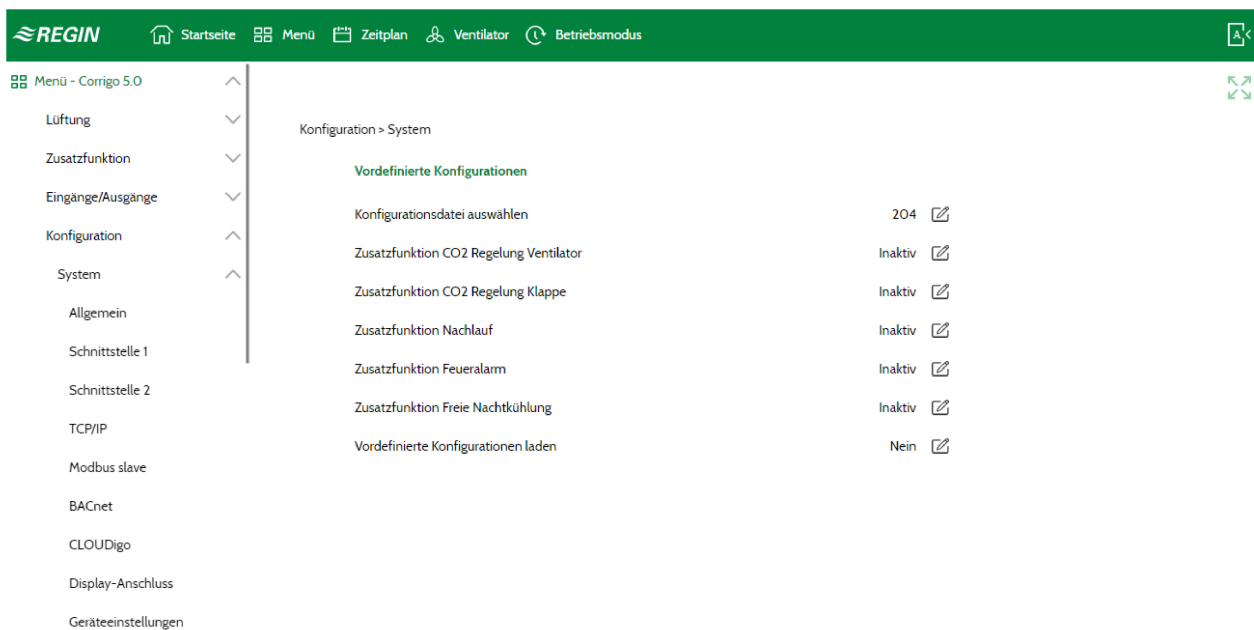 REGIN Startseite Menü Zeitplan Ventilator Betriebsmodus A
Menü - Corrigo 5.0
Lüftung
Zusatzfunktion
Eingänge/Ausgänge
Konfiguration
System
Allgemein
Schnittstelle 1
Schnittstelle 2
TCP/IP
Modbus slave
BACnet
CLOUDigo
Display-Anschluss
Geräteeinstellungen
Konfiguration > System
Vordefinierte Konfigurationen
Konfigurationsdatei auswählen 204
Zusatzfunktion CO2 Regelung Ventilator Inaktiv
Zusatzfunktion CO2 Regelung Klappe Inaktiv
Zusatzfunktion Nachlauf Inaktiv
Zusatzfunktion Feueralarm Inaktiv
Zusatzfunktion Freie Nachtkühlung Inaktiv
Vordefinierte Konfigurationen laden Nein